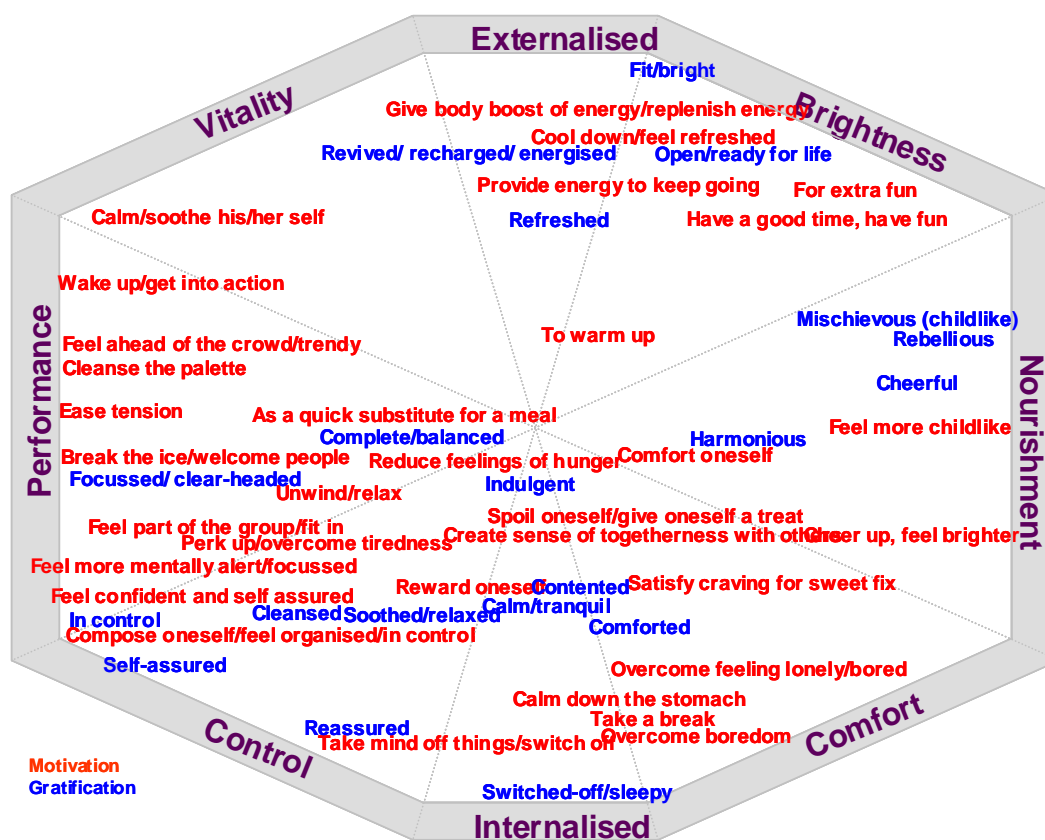 Externalised
Fit/bright
Vitality
Brightness
Give body boost of energy/replenish energy
Cool down/feel refreshed
Revived/ recharged/ energised
Open/ready for life
Provide energy to keep going
For extra fun
Calm/soothe his/her self
Refreshed
Have a good time, have fun
Wake up/get into action
Mischievous (childlike)
To warm up
Rebellious
Feel ahead of the crowd/trendy
Cleanse the palette
Performance
Nourishment
Cheerful
Ease tension
As a quick substitute for a meal
Feel more childlike
Complete/balanced
Harmonious
Break the ice/welcome people
Reduce feelings of hunger
Comfort oneself
Focussed/ clear-headed
Indulgent
Unwind/relax
Spoil oneself/give oneself a treat
Feel part of the group/fit in
Create sense of togetherness with others
Cheer up, feel brighter
Perk up/overcome tiredness
Feel more mentally alert/focussed
Reward oneself
Contented
Satisfy craving for sweet fix
Feel confident and self assured
Calm/tranquil
Cleansed
Soothed/relaxed
In control
Comforted
Compose oneself/feel organised/in control
Self-assured
Overcome feeling lonely/bored
Calm down the stomach
Take a break
Reassured
Overcome boredom
Take mind off things/switch off
Control
Comfort
Motivation
Gratification
Switched-off/sleepy
Internalised